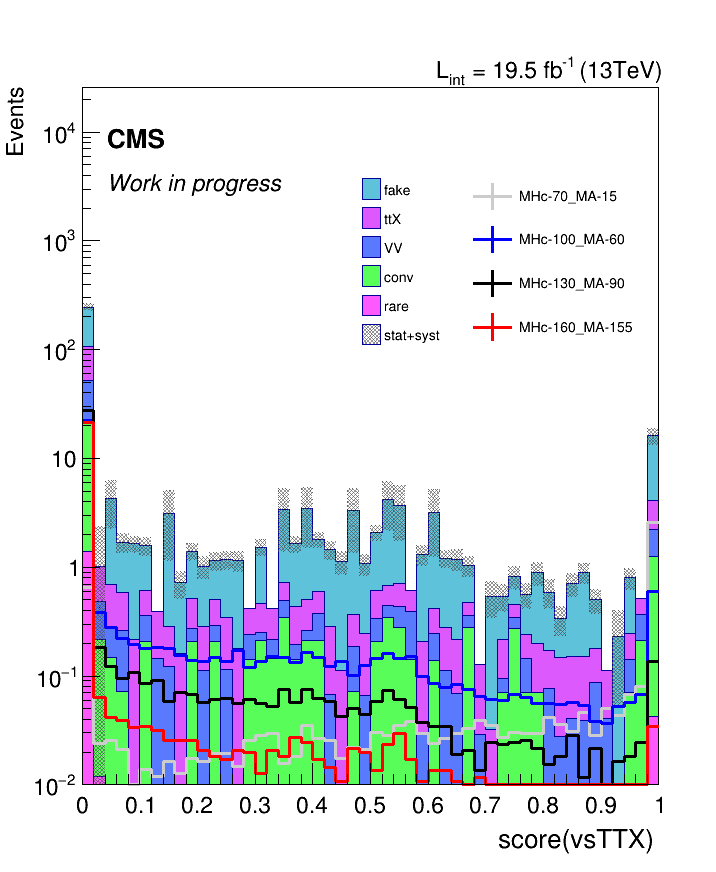 L_int = 19.5 fb^-1 (13TeV)
Events
CMS
Work in progress
fake
ttX
VV
conv
rare
stat+syst
MHc-70_MA-15
MHc-100_MA-60
MHc-130_MA-90
MHc-160_MA-155
10^4
10^3
10^2
10
1
10^-1
10^-2
0 0.1 0.2 0.3 0.4 0.5 0.6 0.7 0.8 0.9 1
score(vsTTX)